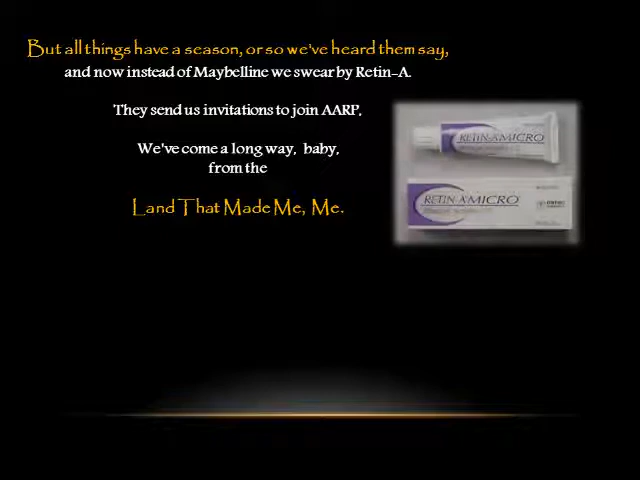 But all things have a season, or so we've heard them say,
and now instead of Maybelline we swear by Retin-A.
They send us invitations to join AARP,
We've come a long way, baby,
from the
Land That Made Me, Me.
RETIN-A MICRO
RETIN-A MICRO